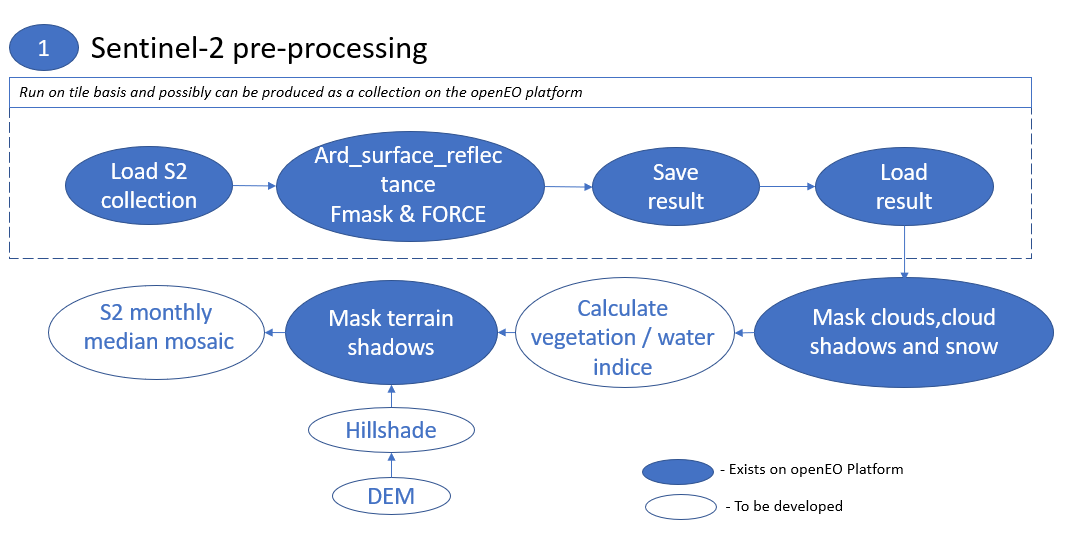 1 Sentinel-2 pre-processing
Run on tile basis and possibly can be produced as a collection on the openEO platform
Load S2
collection
Ard_surface_reflec
tance
Fmask & FORCE
Save
result
Load
result
Mask clouds,cloud
shadows and snow
Calculate
vegetation / water
indice
Mask terrain
shadows
S2 monthly
median mosaic
Hillshade
DEM
- Exists on openEO Platform
- To be developed